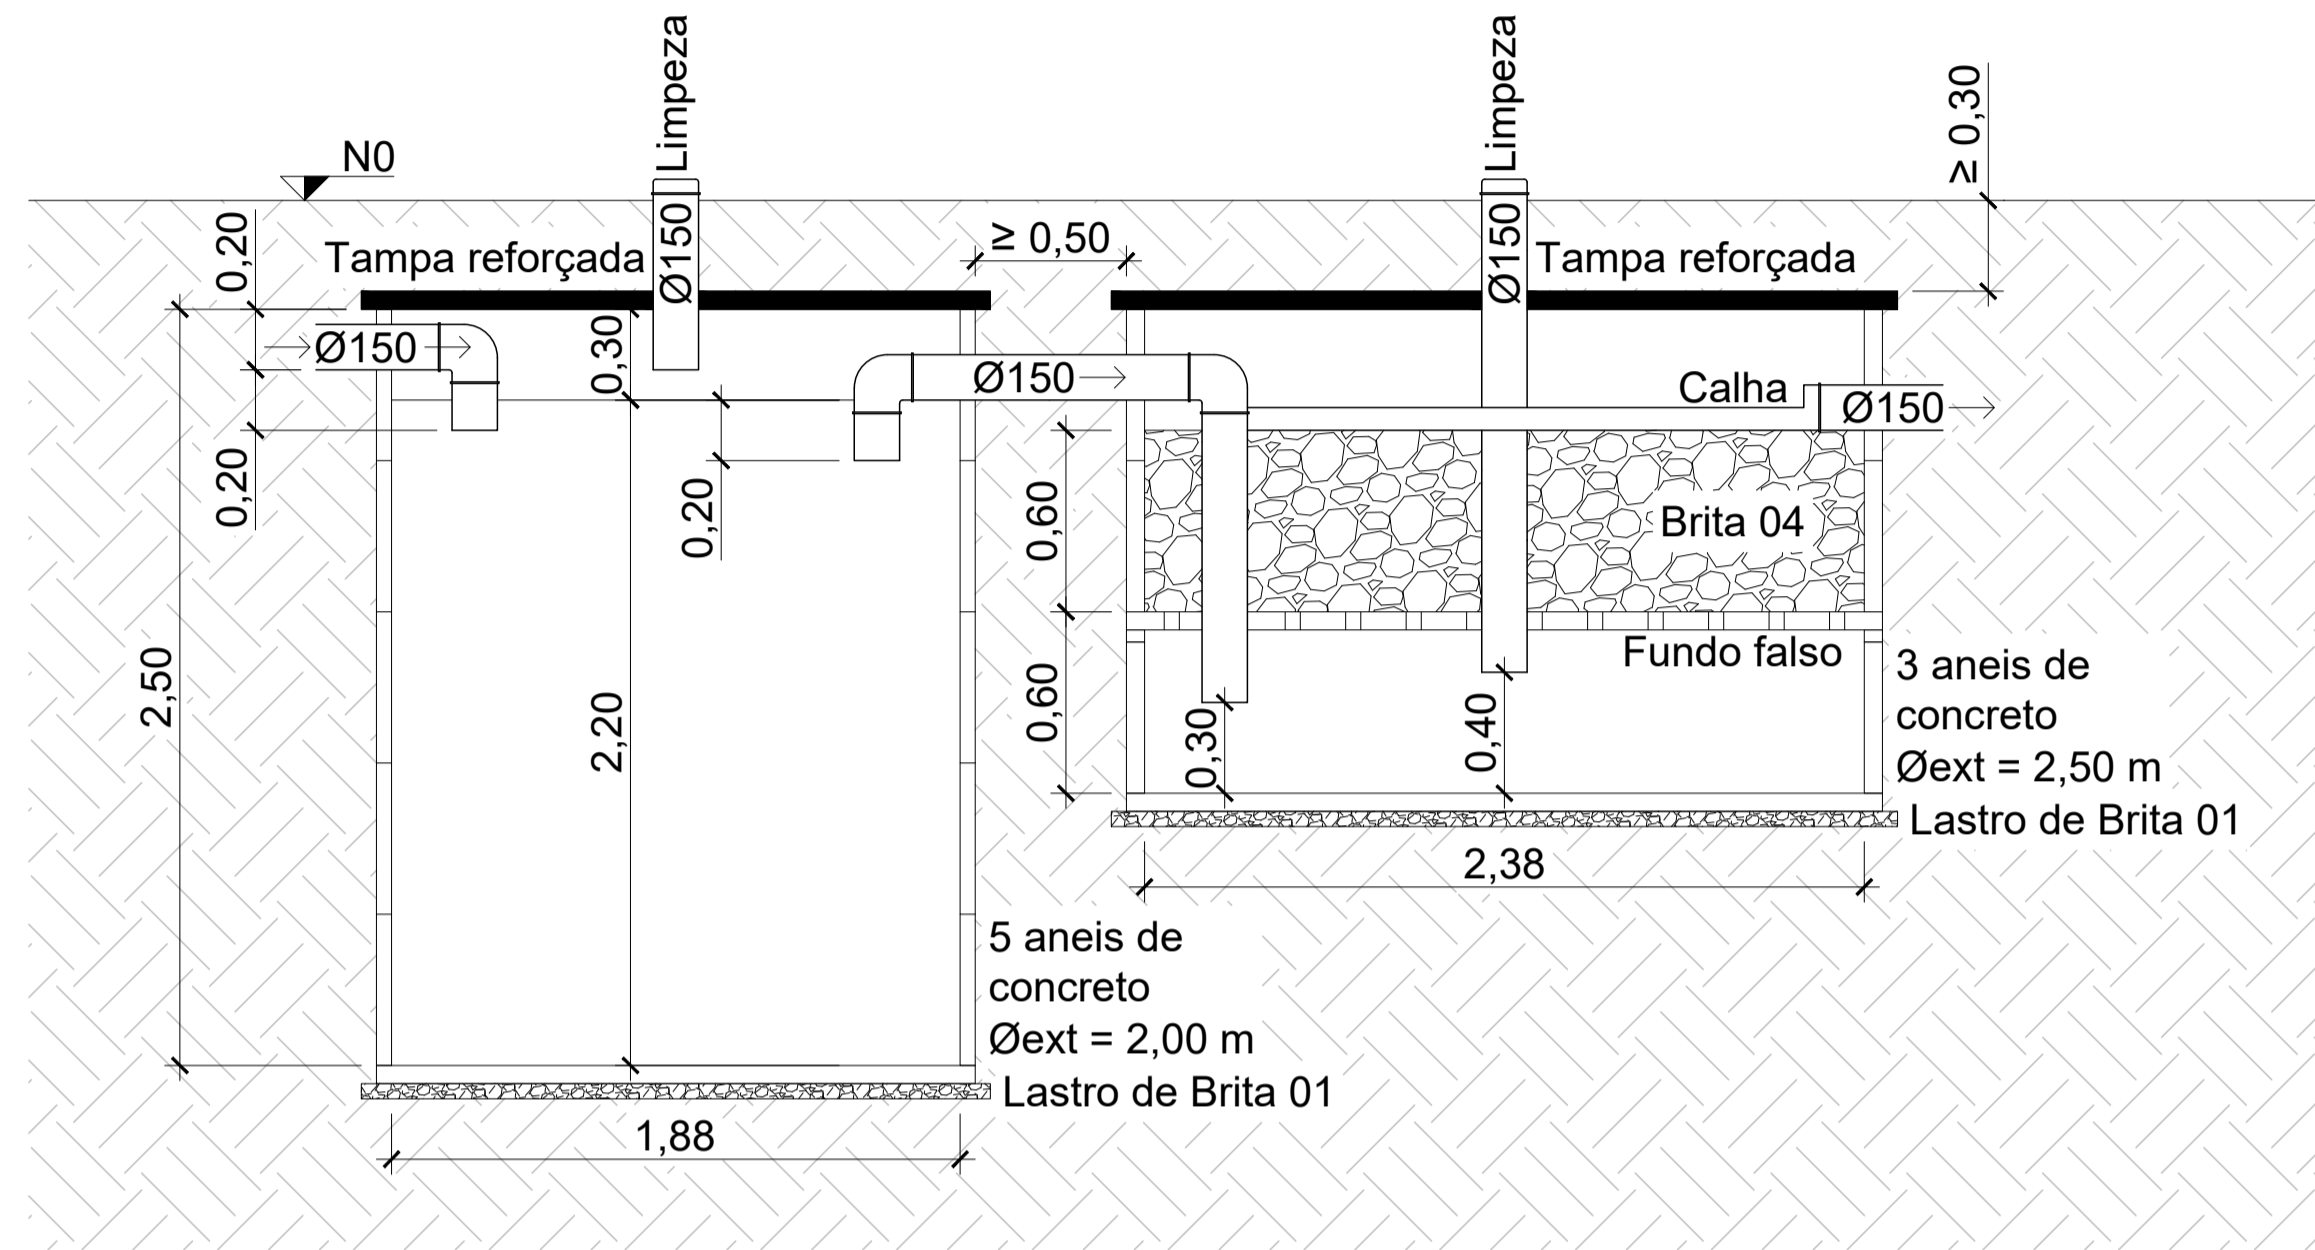 Limpeza
Limpeza
≥ 0,30
N0
0,20
Tampa reforçada
Ø150
≥ 0,50
Ø150
Tampa reforçada
Ø150
0,30
Ø150
Calha
Ø150
0,20
0,20
0,60
Brita 04
2,50
2,20
0,60
0,30
0,40
Fundo falso
3 aneis de
concreto
Øext = 2,50 m
Lastro de Brita 01
2,38
5 aneis de
concreto
Øext = 2,00 m
Lastro de Brita 01
1,88